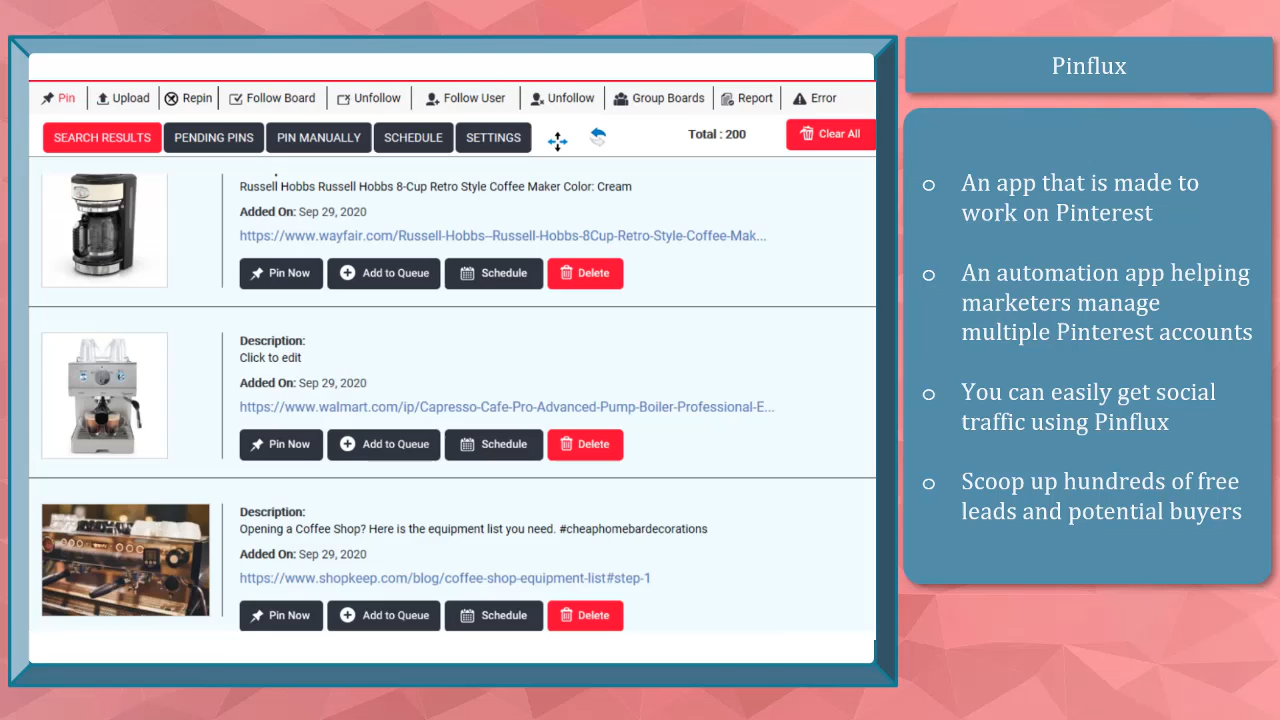 Pin Upload Repin Follow Board Unfollow Follow User Unfollow Group Boards Report Error
SEARCH RESULTS PENDING PINS PIN MANUALLY SCHEDULE SETTINGS Total : 200 Clear All
Russell Hobbs Russell Hobbs 8-Cup Retro Style Coffee Maker Color: Cream
Added On: Sep 29, 2020
https://www.wayfair.com/Russell-Hobbs--Russell-Hobbs-8Cup-Retro-Style-Coffee-Mak...
Pin Now Add to Queue Schedule Delete
Description:
Click to edit
Added On: Sep 29, 2020
https://www.walmart.com/ip/Capresso-Cafe-Pro-Advanced-Pump-Boiler-Professional-E...
Pin Now Add to Queue Schedule Delete
Description:
Opening a Coffee Shop? Here is the equipment list you need. #cheaphomebardecorations
Added On: Sep 29, 2020
https://www.shopkeep.com/blog/coffee-shop-equipment-list#step-1
Pin Now Add to Queue Schedule Delete
Pinflux
An app that is made to
work on Pinterest
An automation app helping
marketers manage
multiple Pinterest accounts
You can easily get social
traffic using Pinflux
Scoop up hundreds of free
leads and potential buyers